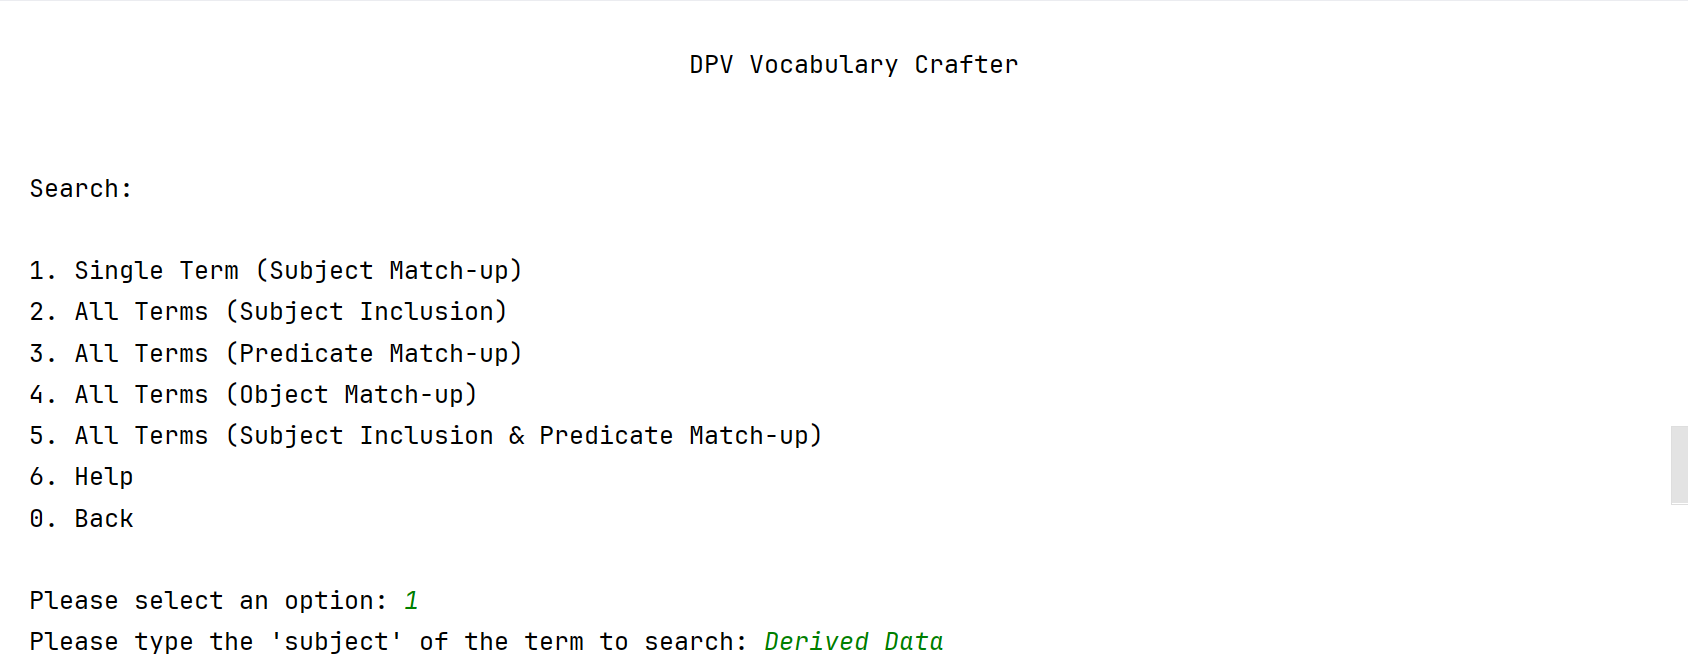 DPV Vocabulary Crafter
Search:
1. Single Term (Subject Match-up)
2. All Terms (Subject Inclusion)
3. All Terms (Predicate Match-up)
4. All Terms (Object Match-up)
5. All Terms (Subject Inclusion & Predicate Match-up)
6. Help
0. Back
Please select an option: 1
Please type the 'subject' of the term to search: Derived Data